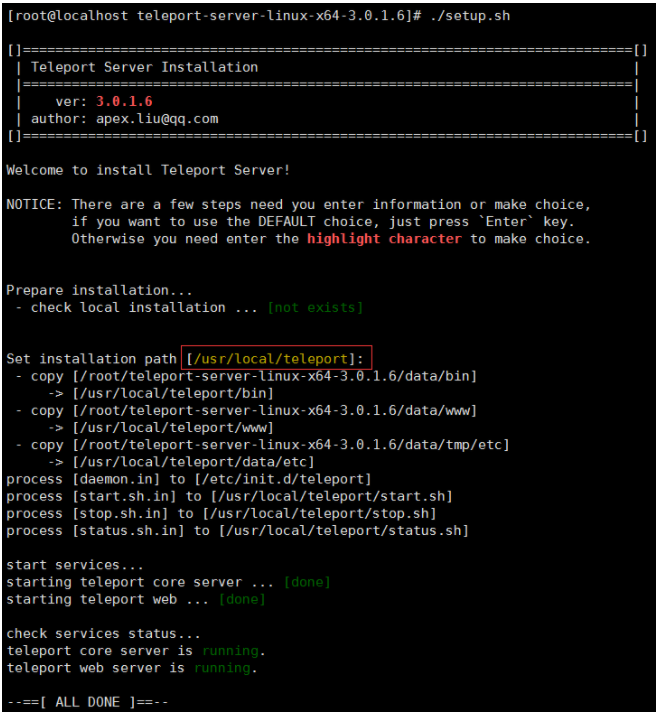 [root@localhost teleport-server-linux-x64-3.0.1.6]# ./setup.sh
[]==========================================================================[]
| Teleport Server Installation |
|==========================================================================|
| ver: 3.0.1.6 |
| author: apex.liu@qq.com |
[]==========================================================================[]
Welcome to install Teleport Server!
NOTICE: There are a few steps need you enter information or make choice,
if you want to use the DEFAULT choice, just press `Enter` key.
Otherwise you need enter the highlight character to make choice.
Prepare installation...
- check local installation ... [not exists]
Set installation path [/usr/local/teleport]:
- copy [/root/teleport-server-linux-x64-3.0.1.6/data/bin]
-> [/usr/local/teleport/bin]
- copy [/root/teleport-server-linux-x64-3.0.1.6/data/www]
-> [/usr/local/teleport/www]
- copy [/root/teleport-server-linux-x64-3.0.1.6/data/tmp/etc]
-> [/usr/local/teleport/data/etc]
process [daemon.in] to [/etc/init.d/teleport]
process [start.sh.in] to [/usr/local/teleport/start.sh]
process [stop.sh.in] to [/usr/local/teleport/stop.sh]
process [status.sh.in] to [/usr/local/teleport/status.sh]
start services...
starting teleport core server ... [done]
starting teleport web ... [done]
check services status...
teleport core server is running.
teleport web server is running.
--==[ ALL DONE ]==--